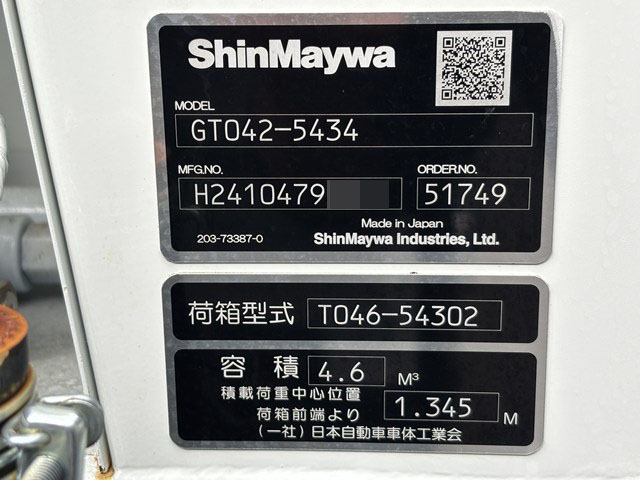 ShinMaywa
MODEL
GT042-5434
MFG.NO. ORDER.NO.
H2410479 51749
Made in Japan
203-73387-0 ShinMaywa Industries, Ltd.
荷箱型式 T046-54302
容積 4.6 M³
積載荷重中心位置
荷箱前端より 1.345 M
(一社)日本自動車車体工業会